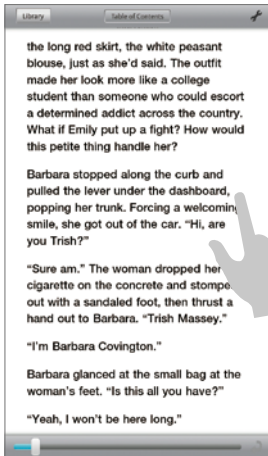 Library
Table of Contents
the long red skirt, the white peasant
blouse, just as she'd said. The outfit
made her look more like a college
student than someone who could escort
a determined addict across the country.
What if Emily put up a fight? How would
this petite thing handle her?
Barbara stopped along the curb and
pulled the lever under the dashboard,
popping her trunk. Forcing a welcoming
smile, she got out of the car. “Hi, are
you Trish?”
“Sure am.” The woman dropped her
cigarette on the concrete and stompe
out with a sandaled foot, then thrust a
hand out to Barbara. “Trish Massey.”
“I’m Barbara Covington.”
Barbara glanced at the small bag at the
woman’s feet. “Is this all you have?”
“Yeah, I won’t be here long.”